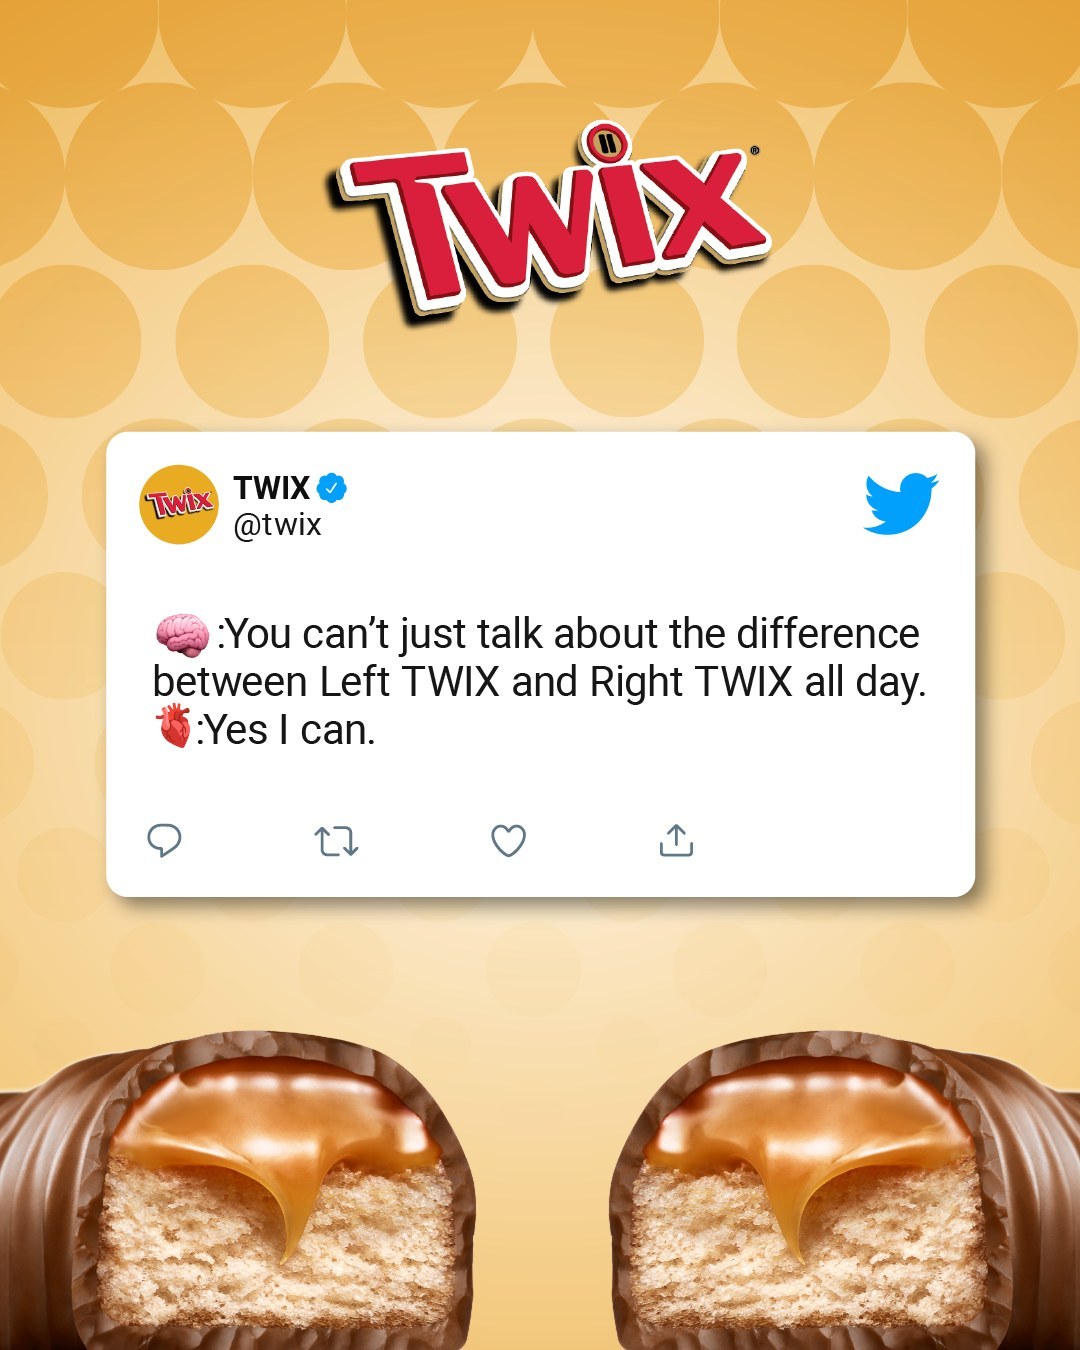 Twix®
Twix
TWIX
@twix
🧠:You can’t just talk about the difference
between Left TWIX and Right TWIX all day.
🫀:Yes I can.